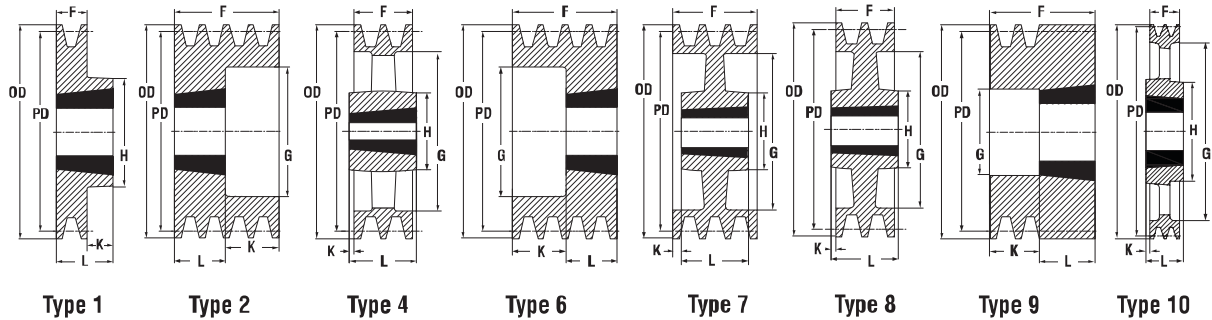 F F F F F F F F
OD PD H OD PD G OD PD H G OD PD G OD PD H G OD PD H G OD PD G OD PD H G
K K K K K K K K
L L L L L L L L
Type 1 Type 2 Type 4 Type 6 Type 7 Type 8 Type 9 Type 10